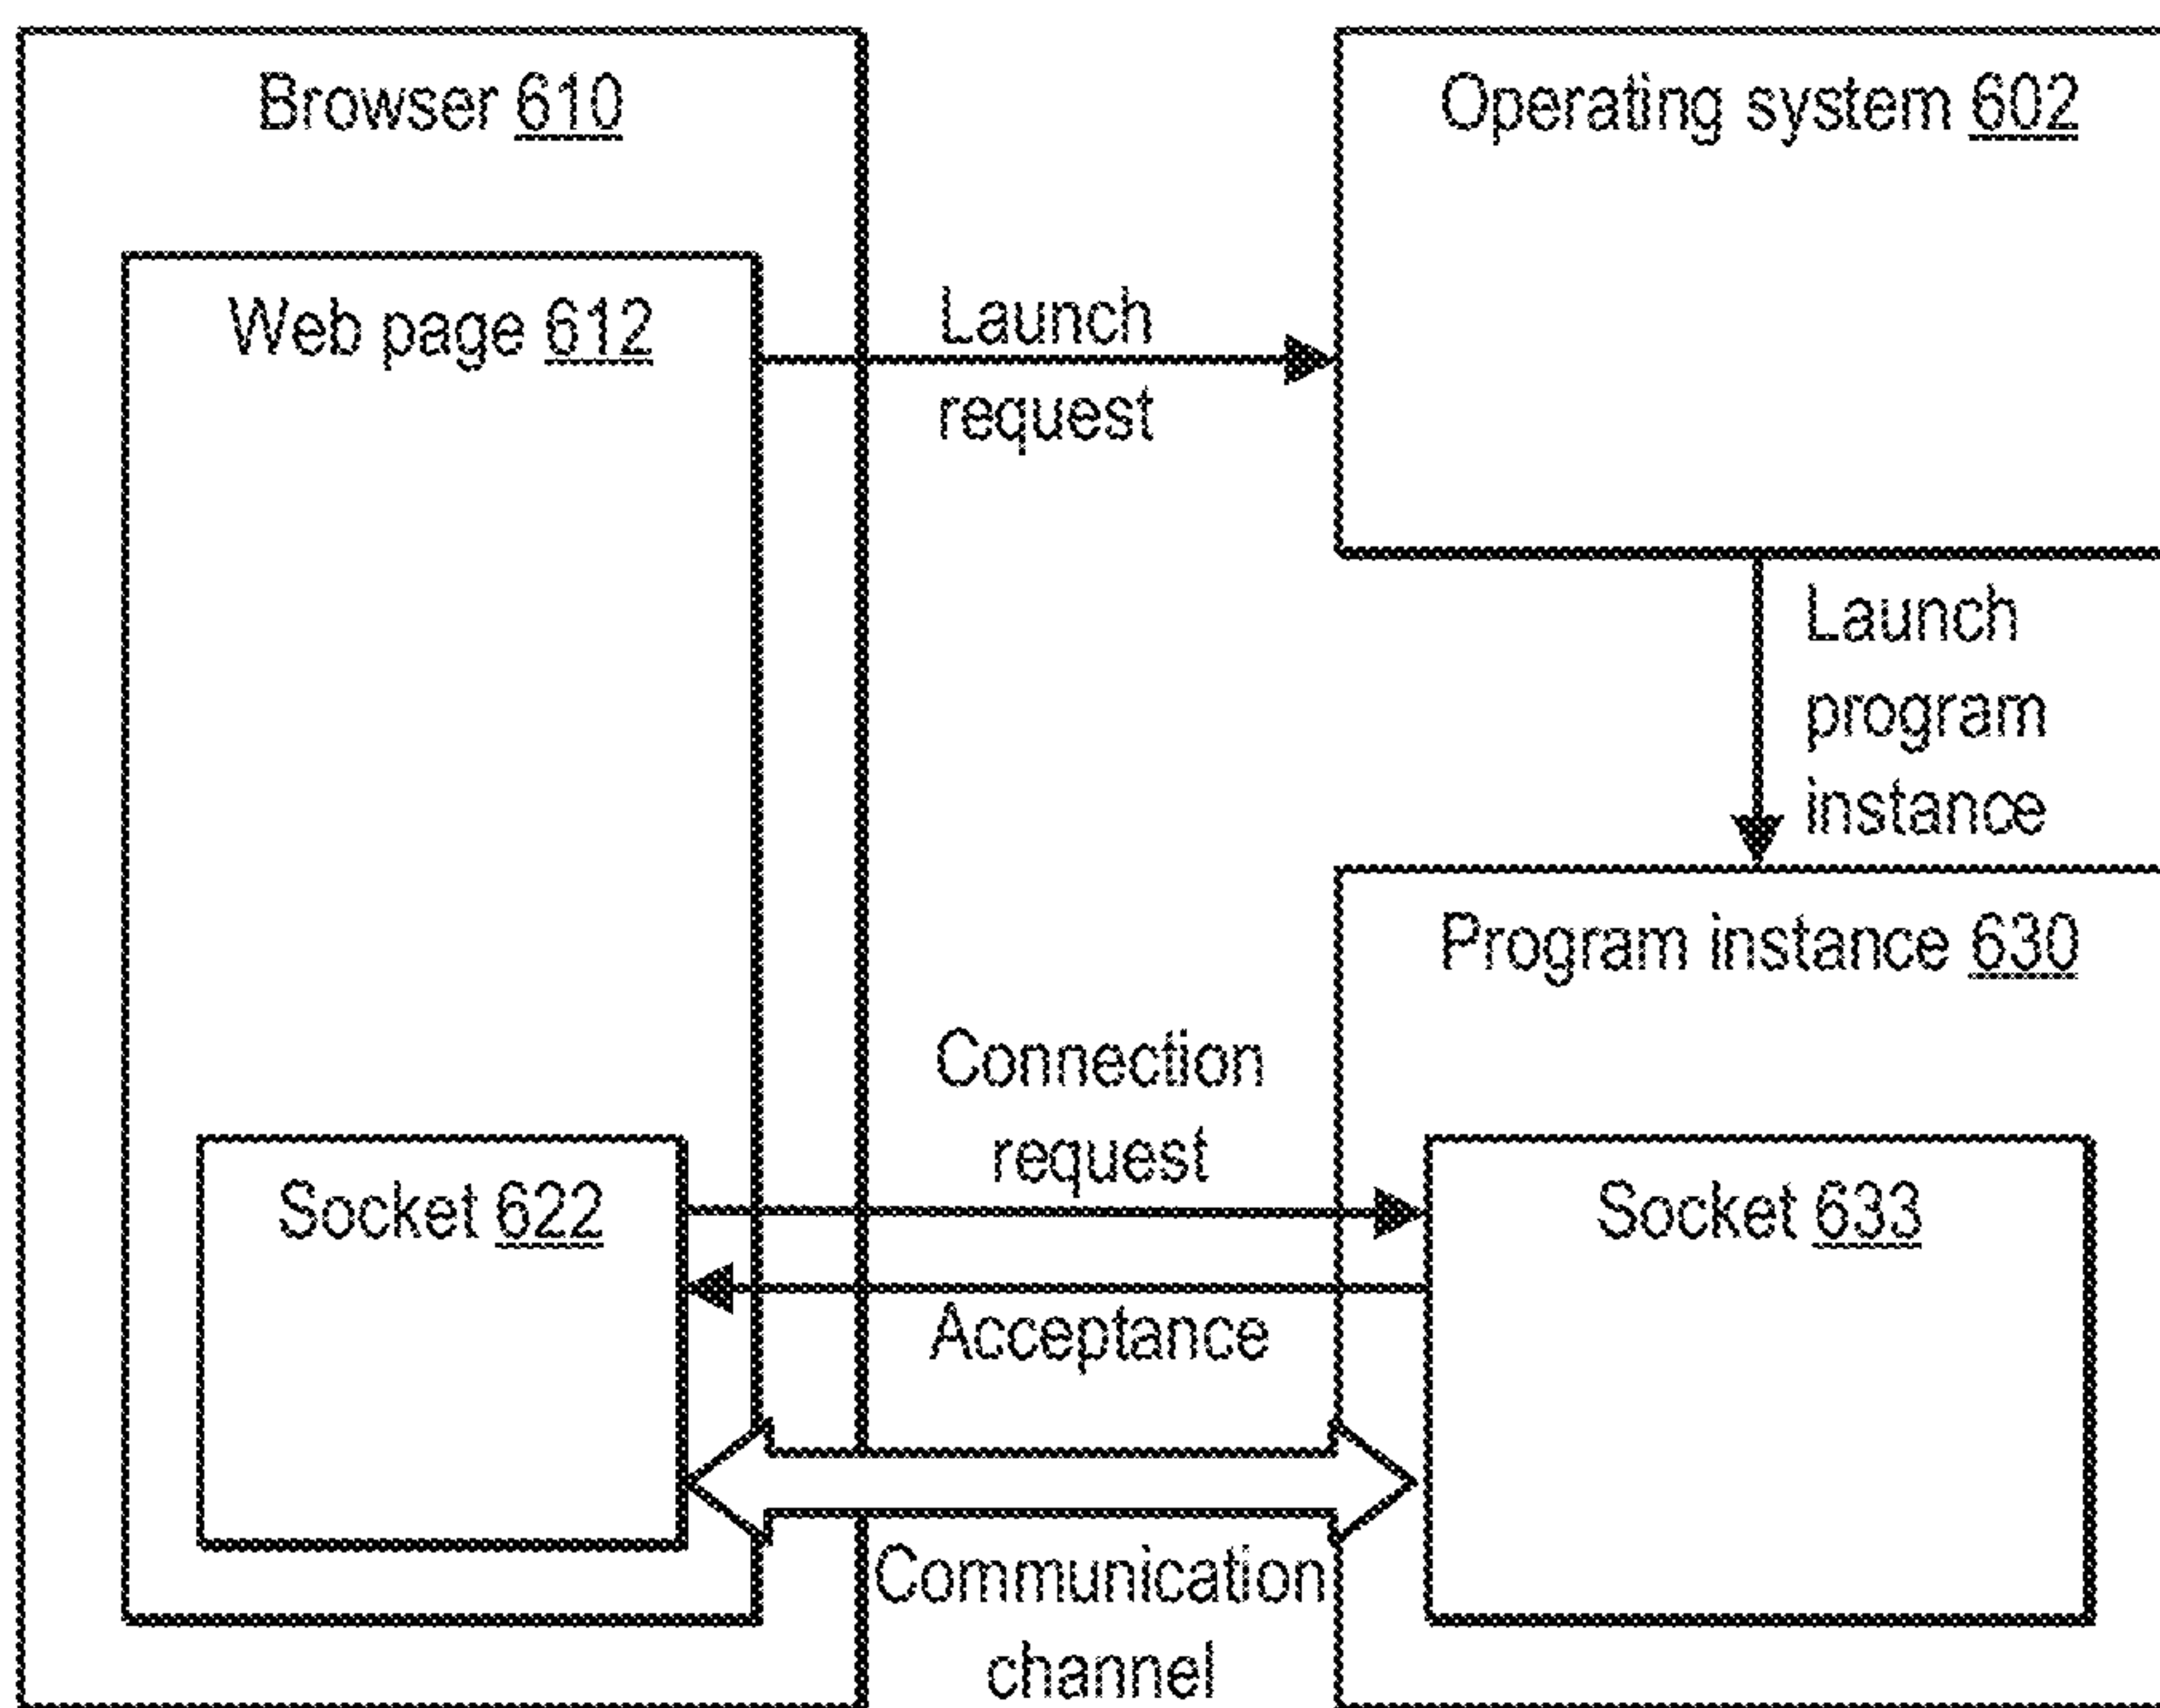 Browser 610
Operating system 602
Web page 612
Launch
request
Launch
program
instance
Program instance 630
Connection
request
Socket 622
Socket 633
Acceptance
Communication
channel